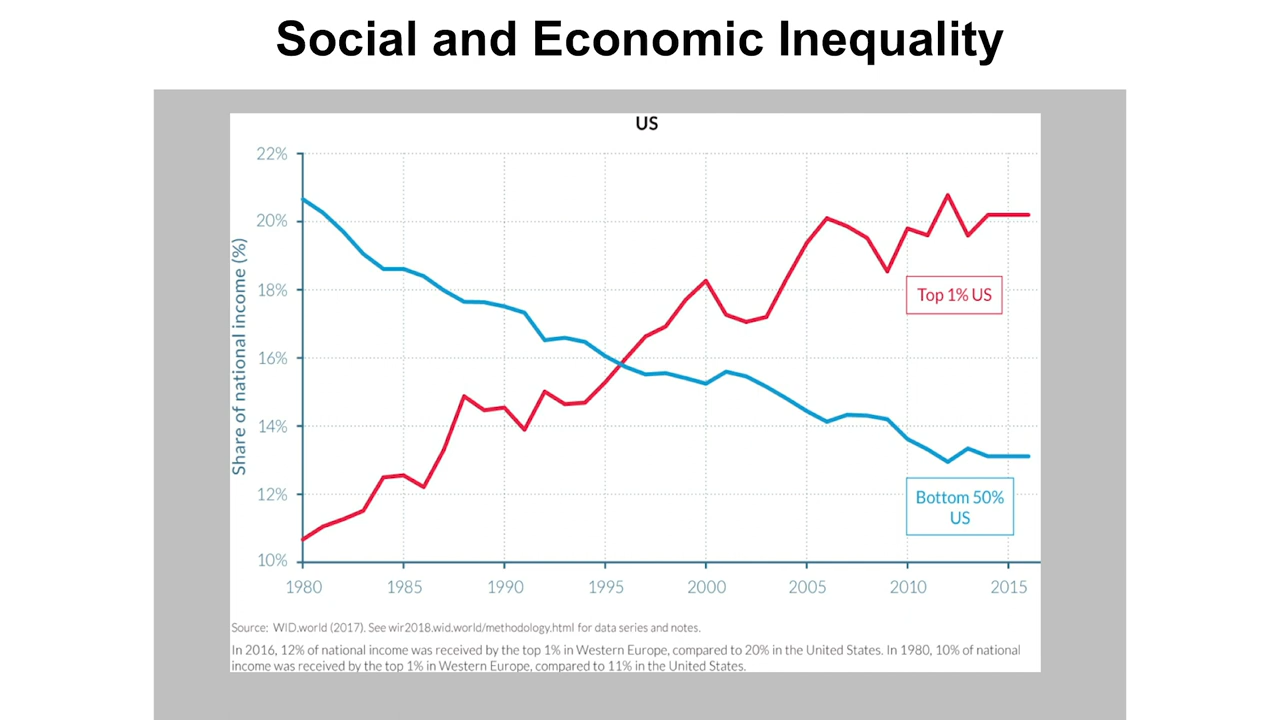 Social and Economic Inequality
US
Share of national income (%)
22%
20%
18%
16%
14%
12%
10%
1980 1985 1990 1995 2000 2005 2010 2015
Top 1% US
Bottom 50%
US
Source: WID.world (2017). See wir2018.wid.world/methodology.html for data series and notes.
In 2016, 12% of national income was received by the top 1% in Western Europe, compared to 20% in the United States. In 1980, 10% of national
income was received by the top 1% in Western Europe, compared to 11% in the United States.